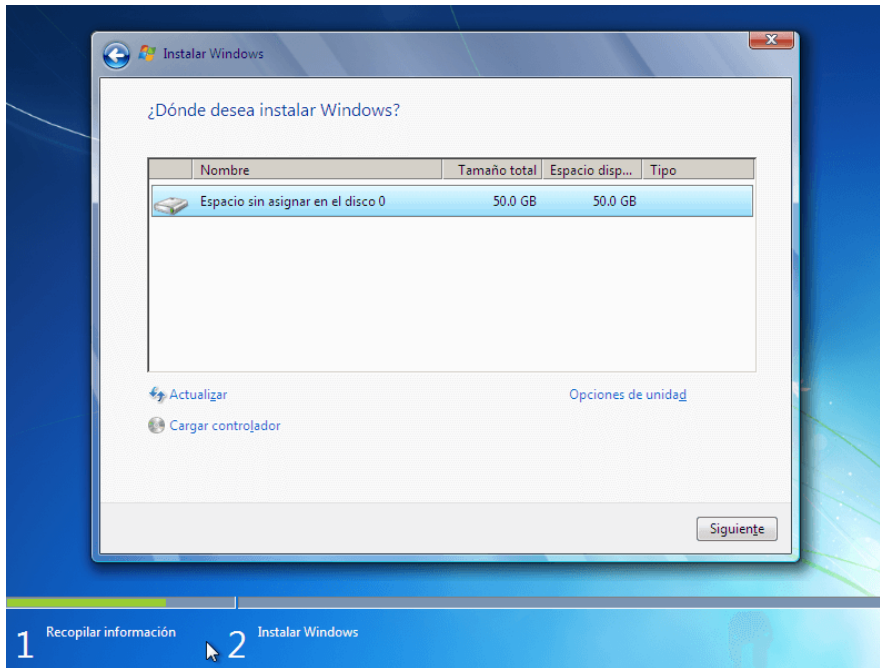 Instalar Windows
¿Dónde desea instalar Windows?
Nombre Tamaño total Espacio disp... Tipo
Espacio sin asignar en el disco 0 50.0 GB 50.0 GB
Actualizar Opciones de unidad
Cargar controlador
Siguiente
1 Recopilar información 2 Instalar Windows